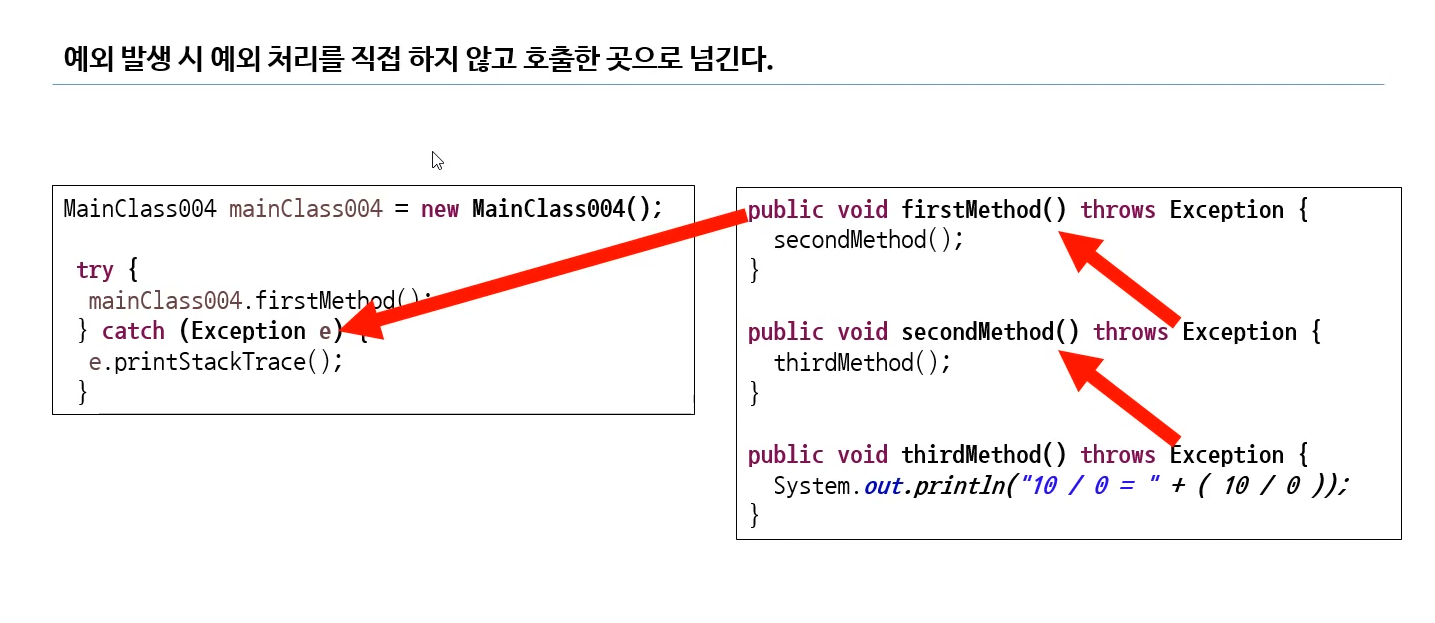 예외 발생 시 예외 처리를 직접 하지 않고 호출한 곳으로 넘긴다.
MainClass004 mainClass004 = new MainClass004();
try {
mainClass004.firstMethod();
} catch (Exception e) {
e.printStackTrace();
}
public void firstMethod() throws Exception {
secondMethod();
}
public void secondMethod() throws Exception {
thirdMethod();
}
public void thirdMethod() throws Exception {
System.out.println("10 / 0 = " + ( 10 / 0 ));
}